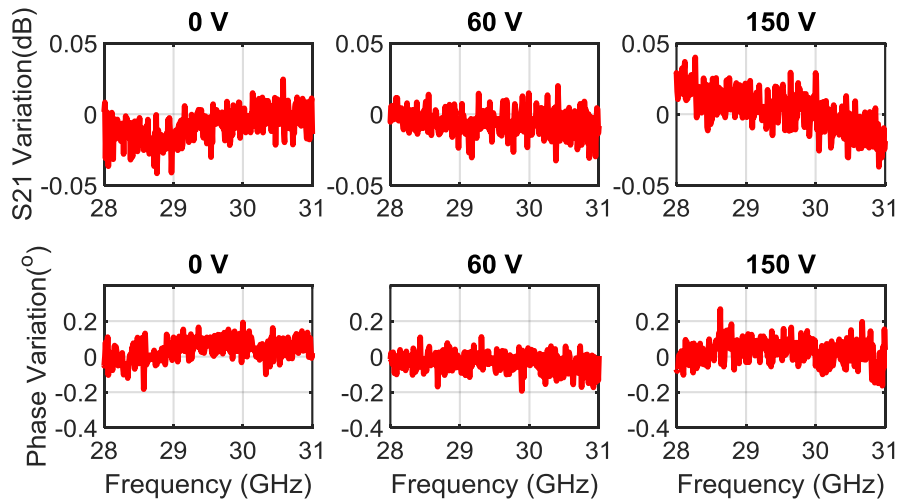 0 V 60 V 150 V
S21 Variation(dB)
0.05 0.05 0.05
0 0 0
-0.05 -0.05 -0.05
28 29 30 31 28 29 30 31 28 29 30 31
0 V 60 V 150 V
Phase Variation(°)
0.2 0.2 0.2
0 0 0
-0.2 -0.2 -0.2
-0.4 -0.4 -0.4
28 29 30 31 28 29 30 31 28 29 30 31
Frequency (GHz) Frequency (GHz) Frequency (GHz)